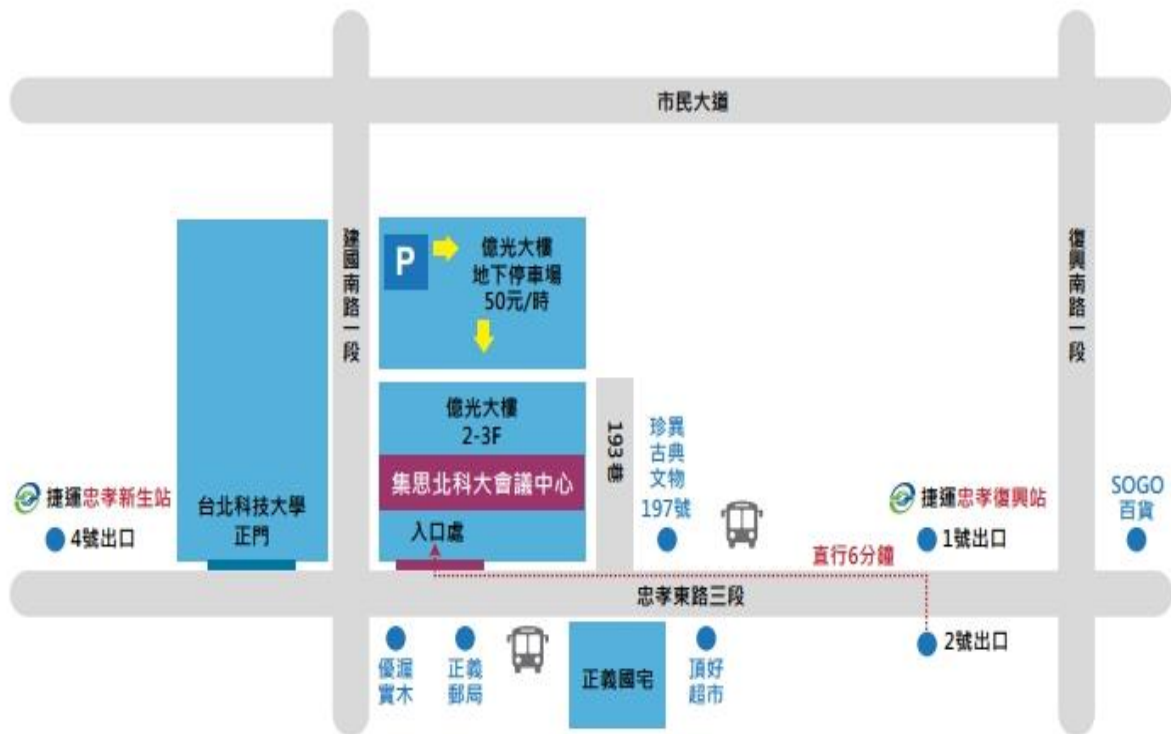 市民大道
建國南路一段
復興南路一段
P
億光大樓
地下停車場
50元/時
億光大樓
2-3F
集思北科大會議中心
入口處
193 巷
珍異
古典
文物
197號
捷運忠孝新生站
4號出口
台北科技大學
正門
捷運忠孝復興站
1號出口
SOGO
百貨
直行6分鐘
忠孝東路三段
2號出口
優渥
實木
正義
郵局
正義國宅
頂好
超市